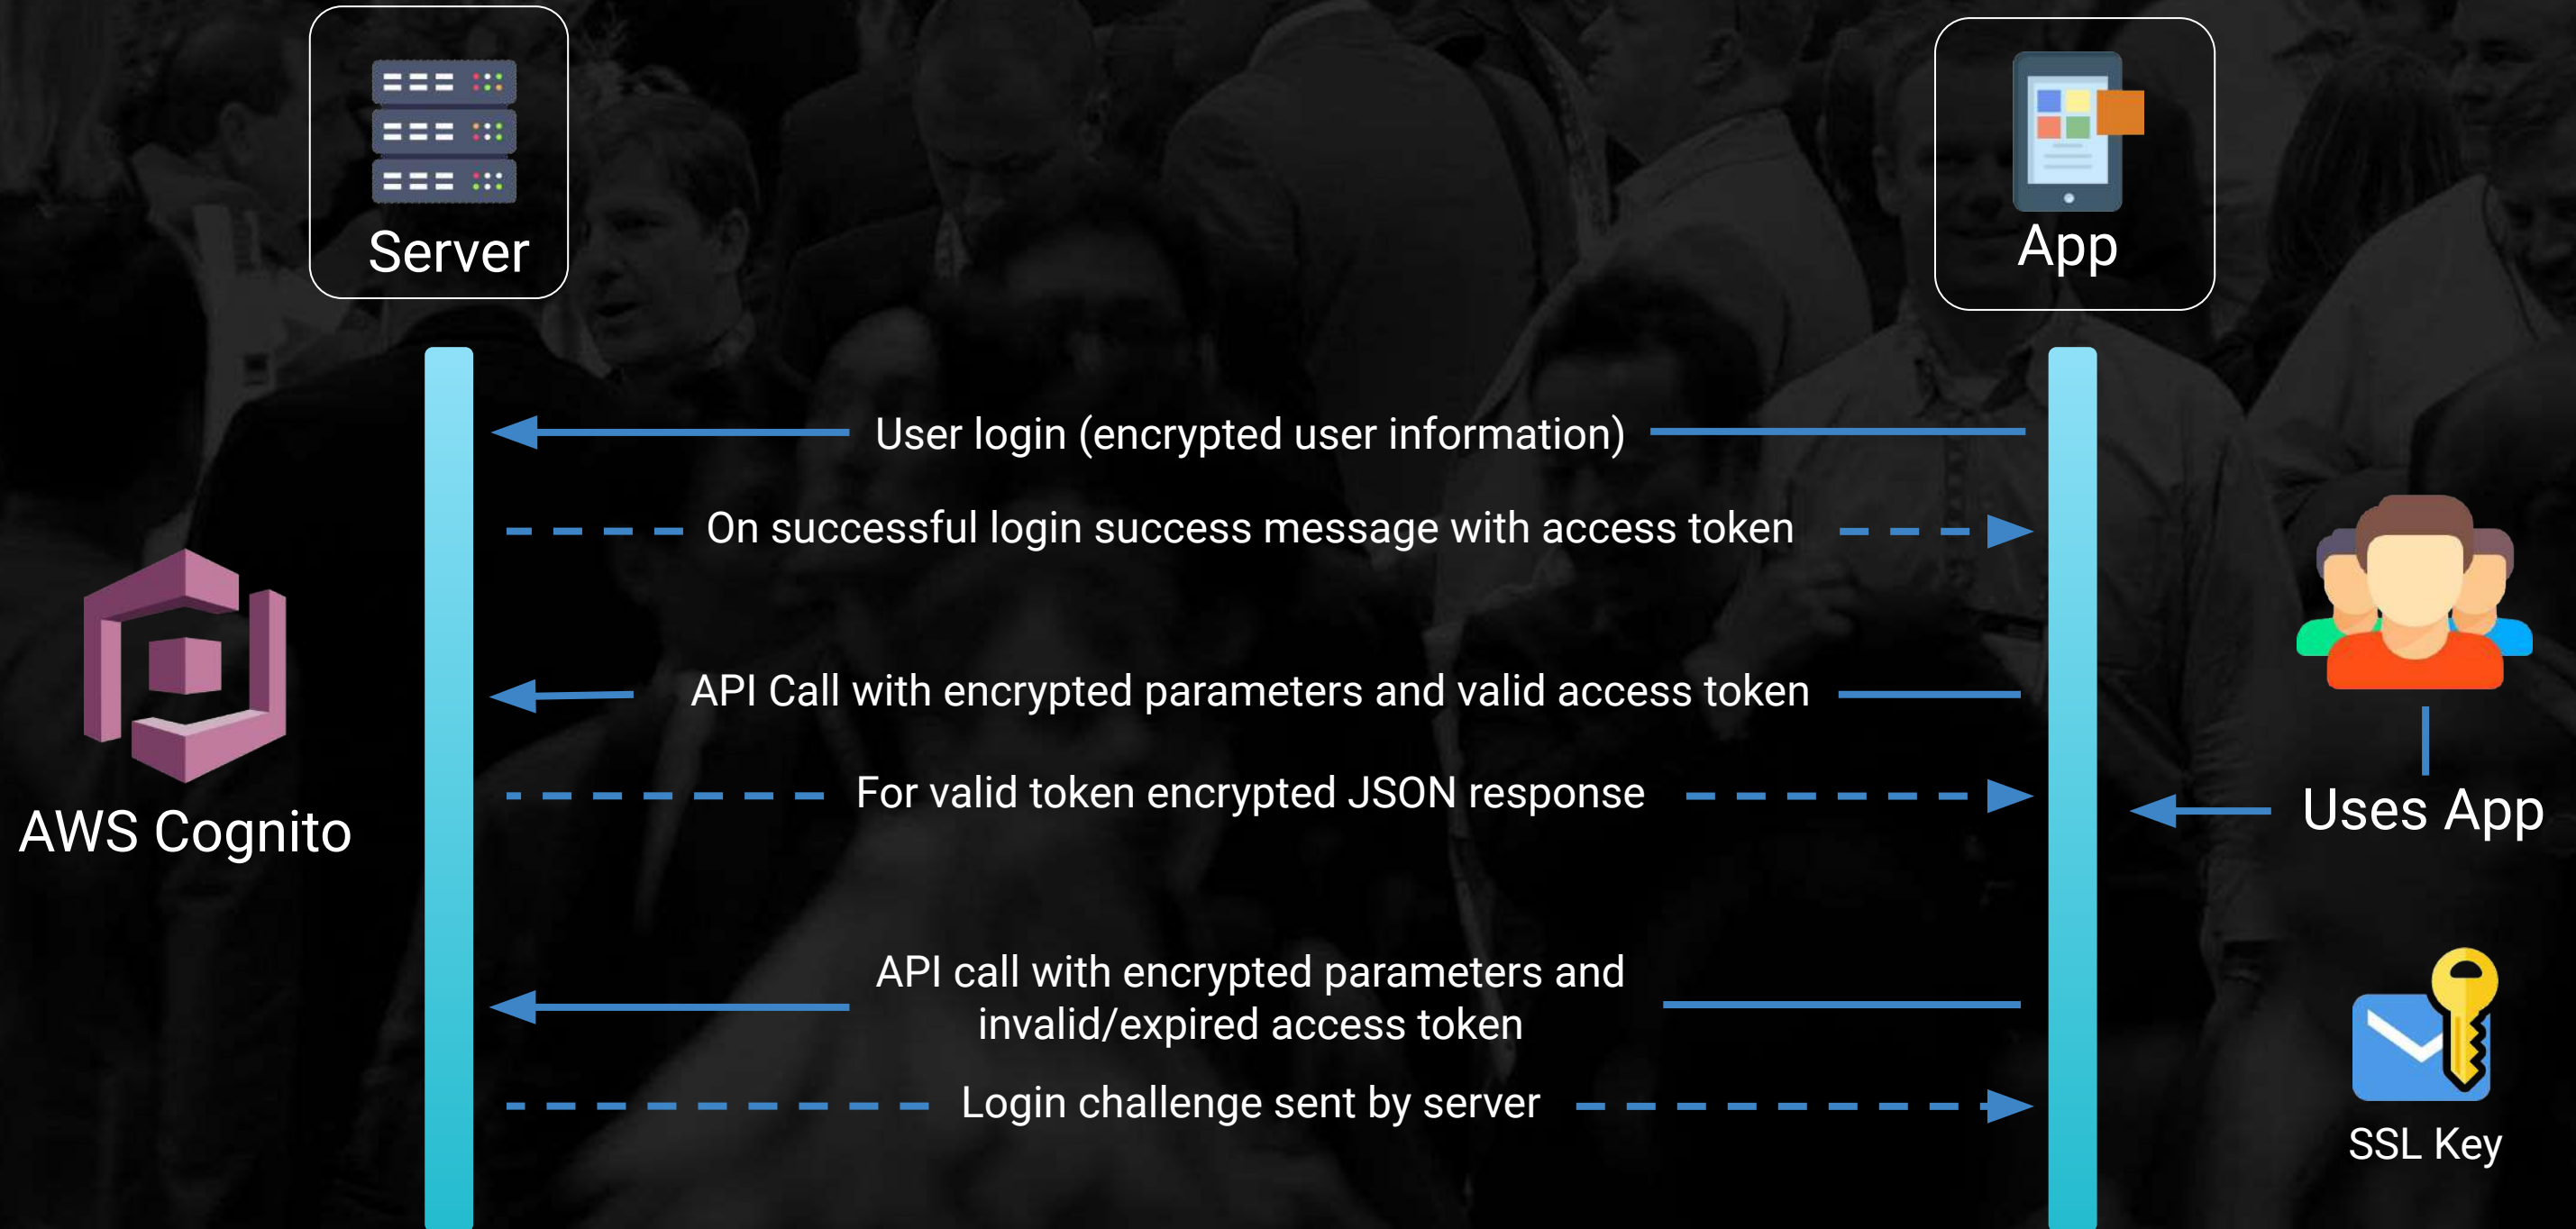 Server
App
User login (encrypted user information)
On successful login success message with access token
API Call with encrypted parameters and valid access token
For valid token encrypted JSON response
AWS Cognito
Uses App
API call with encrypted parameters and
invalid/expired access token
Login challenge sent by server
SSL Key